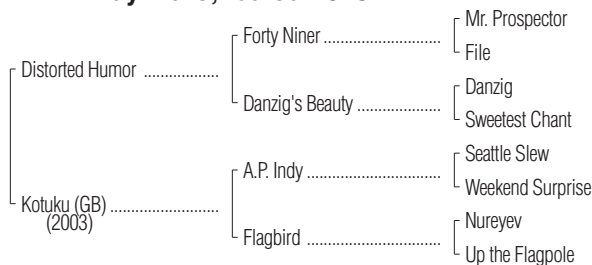 Mr. Prospector
Forty Niner ................................
File
Distorted Humor ...................
Danzig
Danzig's Beauty ......................
Sweetest Chant
Seattle Slew
A.P. Indy ...................................
Weekend Surprise
Kotuku (GB) ............................
(2003)
Nureyev
Flagbird ....................................
Up the Flagpole